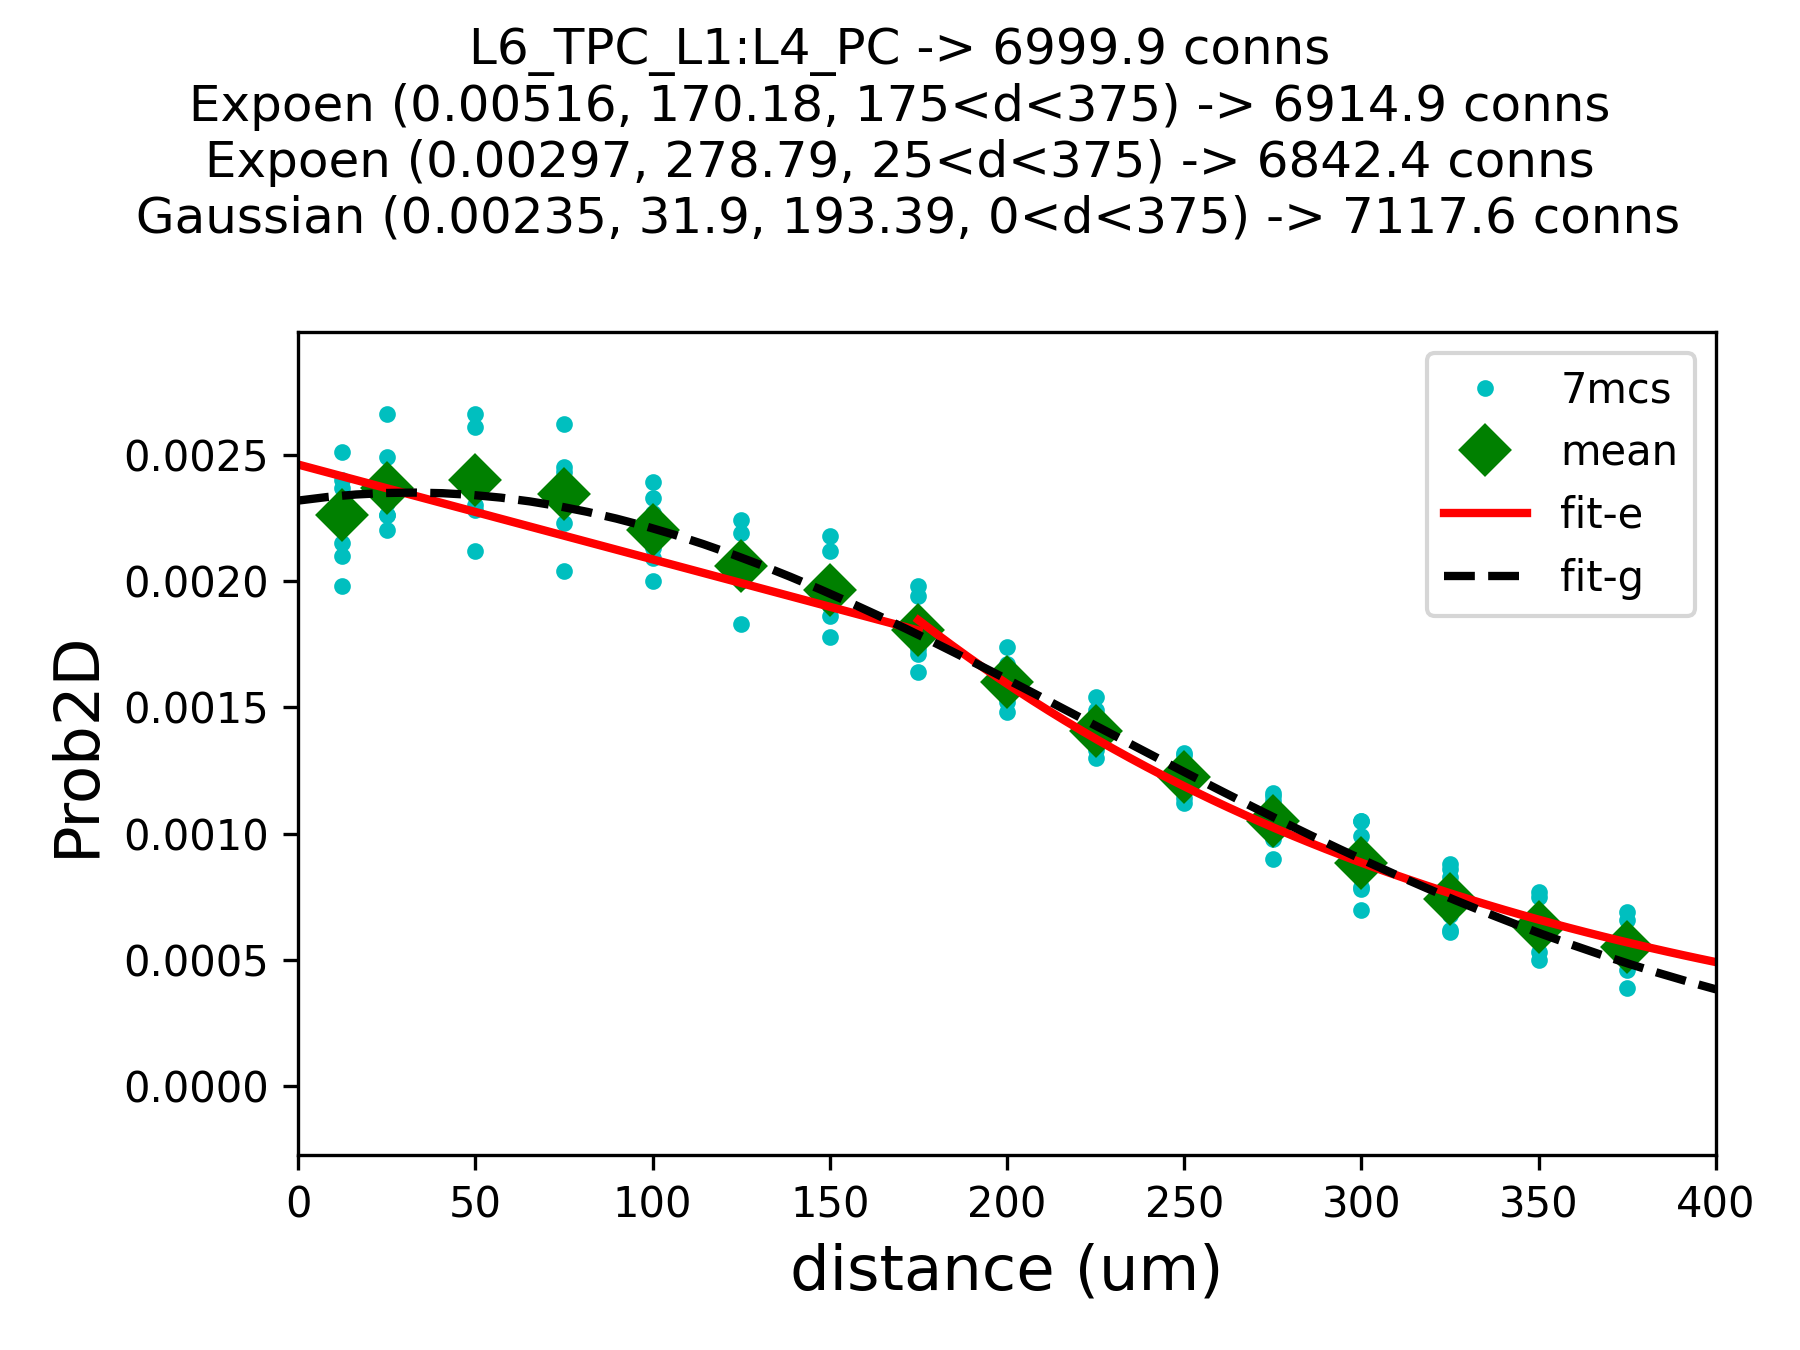 L6_TPC_L1:L4_PC -> 6999.9 conns
Expoen (0.00516, 170.18, 175<d<375) -> 6914.9 conns
Expoen (0.00297, 278.79, 25<d<375) -> 6842.4 conns
Gaussian (0.00235, 31.9, 193.39, 0<d<375) -> 7117.6 conns
7mcs
mean
fit-e
fit-g
Prob2D
0.0025
0.0020
0.0015
0.0010
0.0005
0.0000
0 50 100 150 200 250 300 350 400
distance (um)